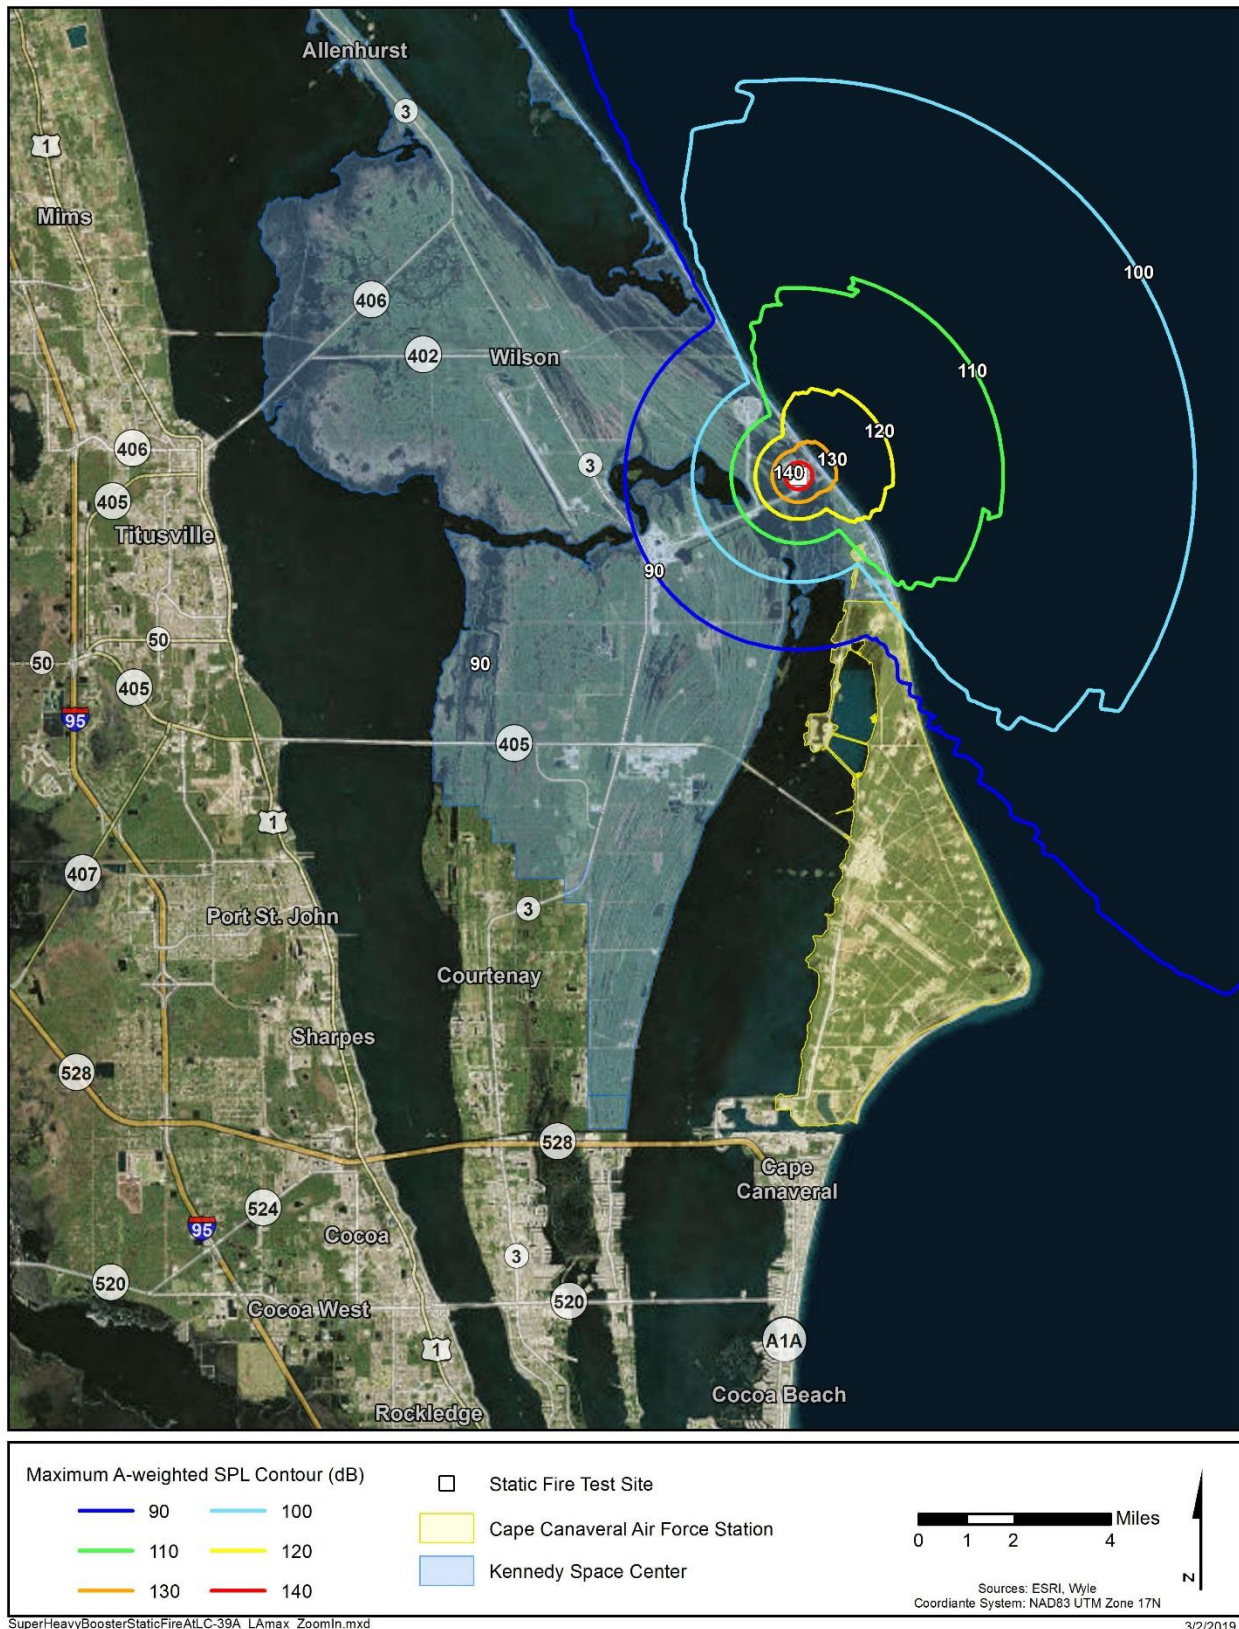 Allenhurst
3
1
Mims
100
406
402
Wilson
110
120
406
3
130
140
405
Titusville
90
50
50
90
405
95
405
1
407
3
Port St. John
Courtenay
Sharpes
528
528
Cape
Canaveral
524
95
Cocoa
3
520
520
Cocoa West
A1A
1
Cocoa Beach
Rockledge
Maximum A-weighted SPL Contour (dB)
90
100
110
120
130
140
Static Fire Test Site
Cape Canaveral Air Force Station
Kennedy Space Center
Miles
0 1 2 4
N
Sources: ESRI, Wyle
Coordiante System: NAD83 UTM Zone 17N
SuperHeavyBoosterStaticFireAtLC-39A_LAmax_ZoomIn.mxd
3/2/2019